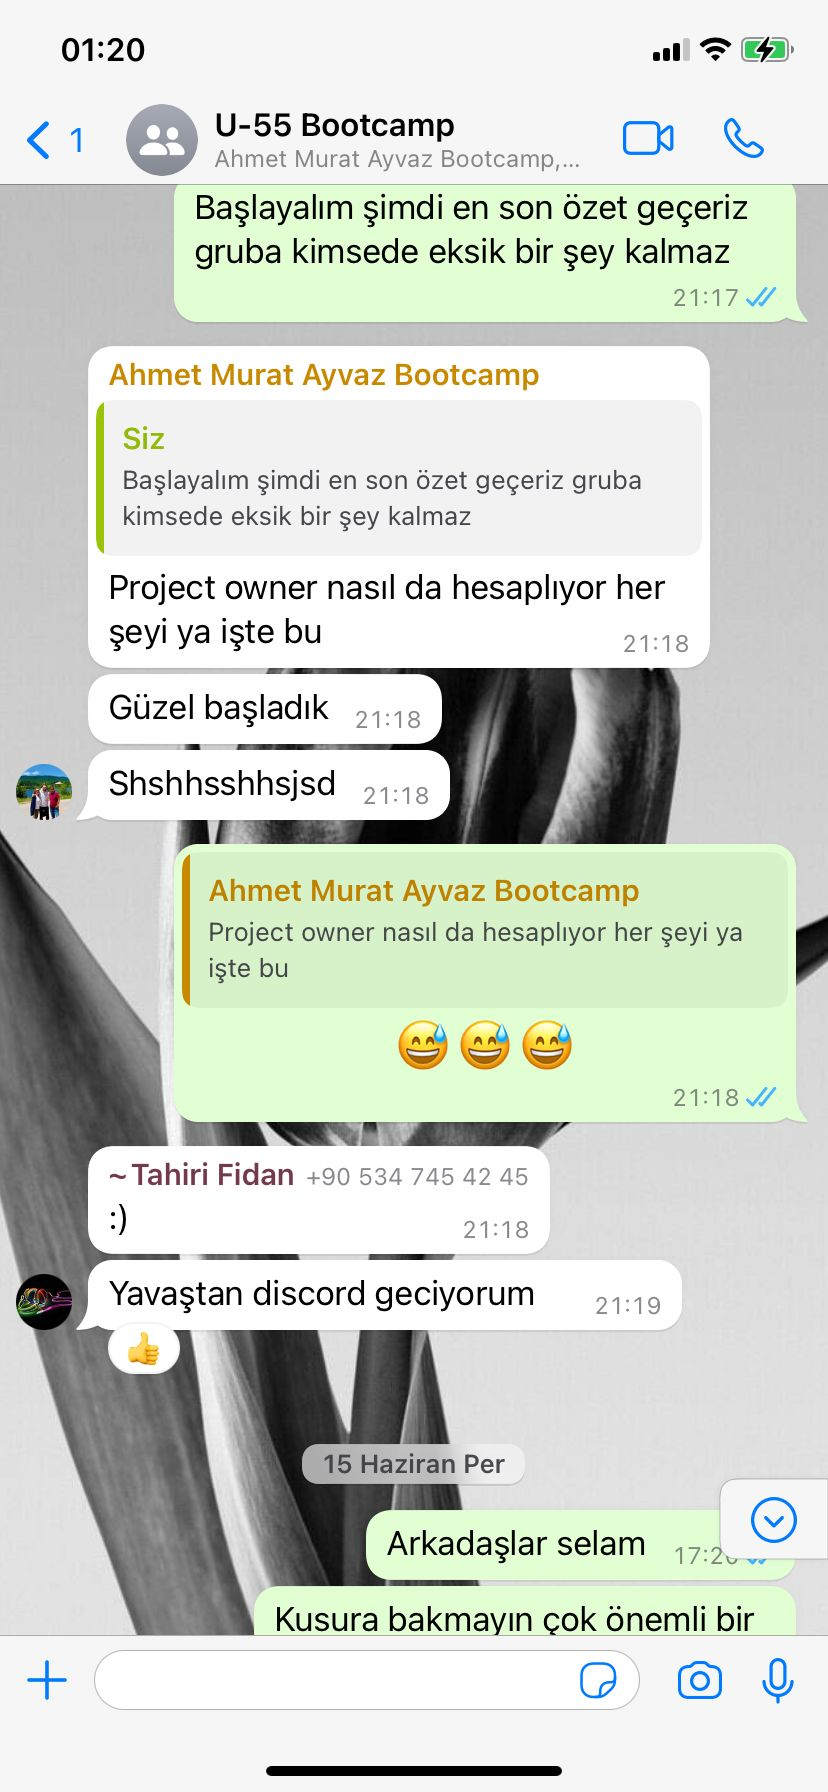 01:20
1
U-55 Bootcamp
Ahmet Murat Ayvaz Bootcamp,...
Başlayalım şimdi en son özet geçeriz
gruba kimsede eksik bir şey kalmaz
21:17
Ahmet Murat Ayvaz Bootcamp
Siz
Başlayalım şimdi en son özet geçeriz gruba
kimsede eksik bir şey kalmaz
Project owner nasıl da hesaplıyor her
şeyi ya işte bu
21:18
Güzel başladık 21:18
Shshhsshhsjsd 21:18
Ahmet Murat Ayvaz Bootcamp
Project owner nasıl da hesaplıyor her şeyi ya
işte bu
😅😅😅
21:18
~Tahiri Fidan +90 534 745 42 45
:)
21:18
Yavaştan discord geciyorum 21:19
👍
15 Haziran Per
Arkadaşlar selam
Kusura bakmayın çok önemli bir